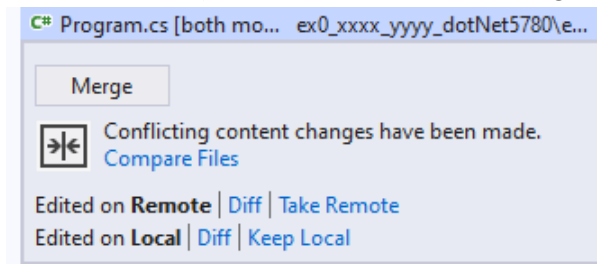 C# Program.cs [both mo... ex0_xxxx_yyyy_dotNet5780\e...
Merge
Conflicting content changes have been made.
Compare Files
Edited on Remote | Diff | Take Remote
Edited on Local | Diff | Keep Local